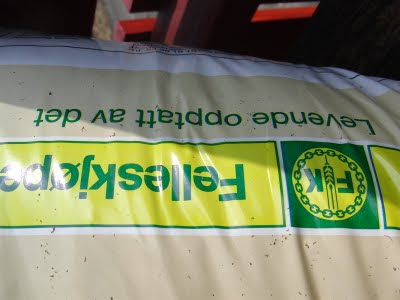 Levende opptatt av det
FK Felleskjøpe